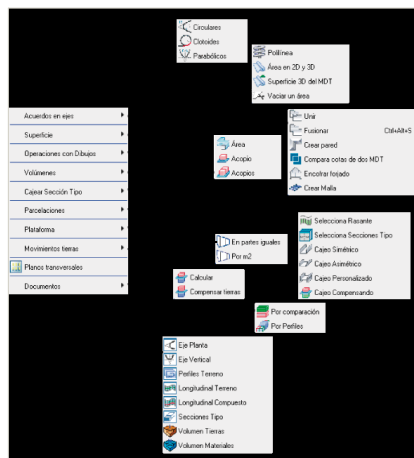 Circulares
Clotoides
Parabólicos
Polilínea
Área en 2D y 3D
Superficie 3D del MDT
Vaciar un área
Acuerdos en ejes
Superficie
Operaciones con Dibujos
Volúmenes
Cajear Sección Tipo
Parcelaciones
Plataforma
Movimientos tierras
Planos transversales
Documentos
Unir
Fusionar Ctrl+Alt+S
Crear pared
Compara cotas de dos MDT
Encofrar forjado
Crear Malla
Área
Acopio
Acopios
Selecciona Rasante
Selecciona Secciones Tipo
Cajeo Simétrico
Cajeo Asimétrico
Cajeo Personalizado
Cajeo Compensando
En partes iguales
Por m2
Calcular
Compensar tierras
Por comparación
Por Perfiles
Eje Planta
Eje Vertical
Perfiles Terreno
Longitudinal Terreno
Longitudinal Compuesto
Secciones Tipo
Volumen Tierras
Volumen Materiales